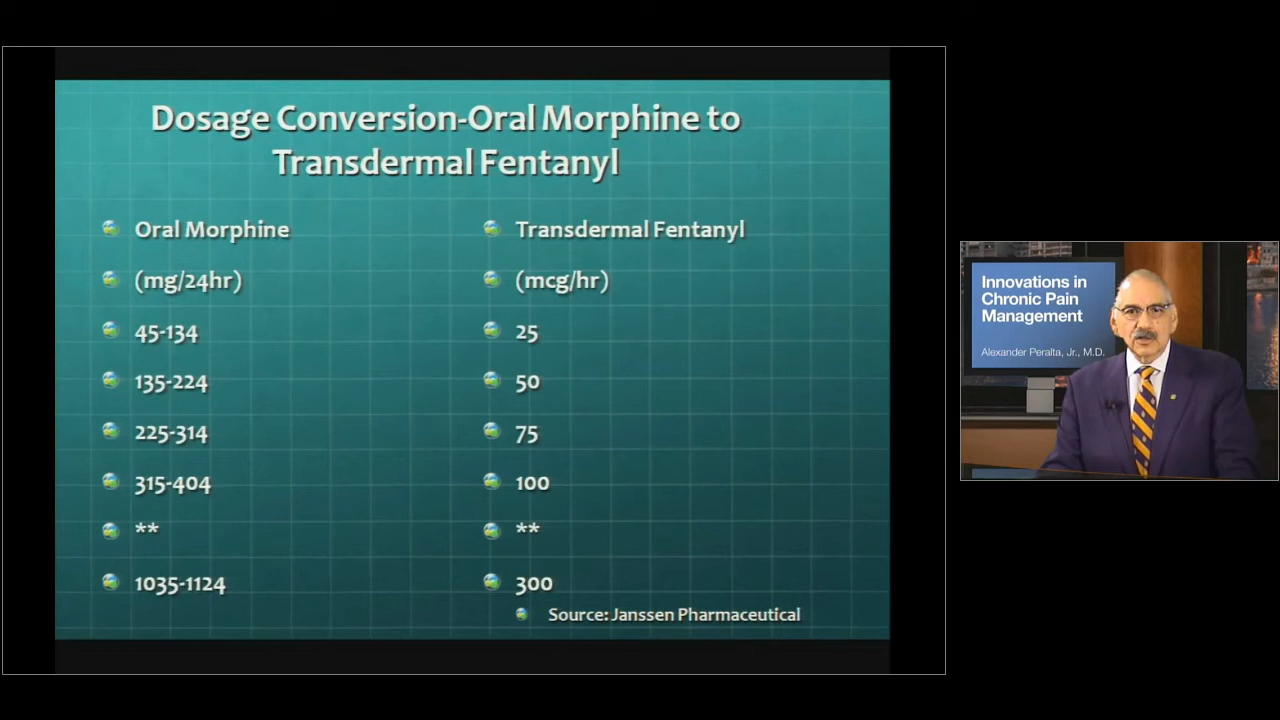 Dosage Conversion-Oral Morphine to
Transdermal Fentanyl
Oral Morphine
(mg/24hr)
45-134
135-224
225-314
315-404
**
1035-1124
Transdermal Fentanyl
(mcg/hr)
25
50
75
100
**
300
Source: Janssen Pharmaceutical
Innovations in
Chronic Pain
Management
Alexander Peralta, Jr., M.D.